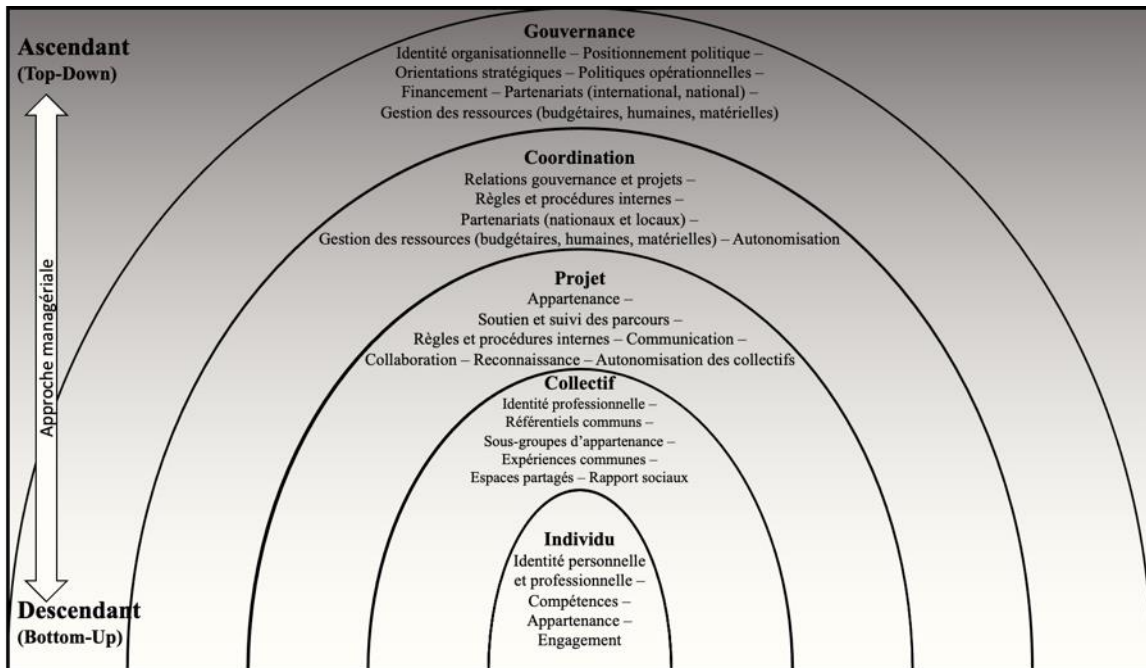 Ascendant
(Top-Down)
Approche managériale
Descendant
(Bottom-Up)
Gouvernance
Identité organisationnelle – Positionnement politique –
Orientations stratégiques – Politiques opérationnelles –
Financement – Partenariats (international, national) –
Gestion des ressources (budgétaires, humaines, matérielles)
Coordination
Relations gouvernance et projets –
Règles et procédures internes –
Partenariats (nationaux et locaux) –
Gestion des ressources (budgétaires, humaines, matérielles) – Autonomisation
Projet
Appartenance –
Soutien et suivi des parcours –
Règles et procédures internes – Communication –
Collaboration – Reconnaissance – Autonomisation des collectifs
Collectif
Identité professionnelle –
Référentiels communs –
Sous-groupes d'appartenance –
Expériences communes –
Espaces partagés – Rapport sociaux
Individu
Identité personnelle
et professionnelle –
Compétences –
Appartenance –
Engagement